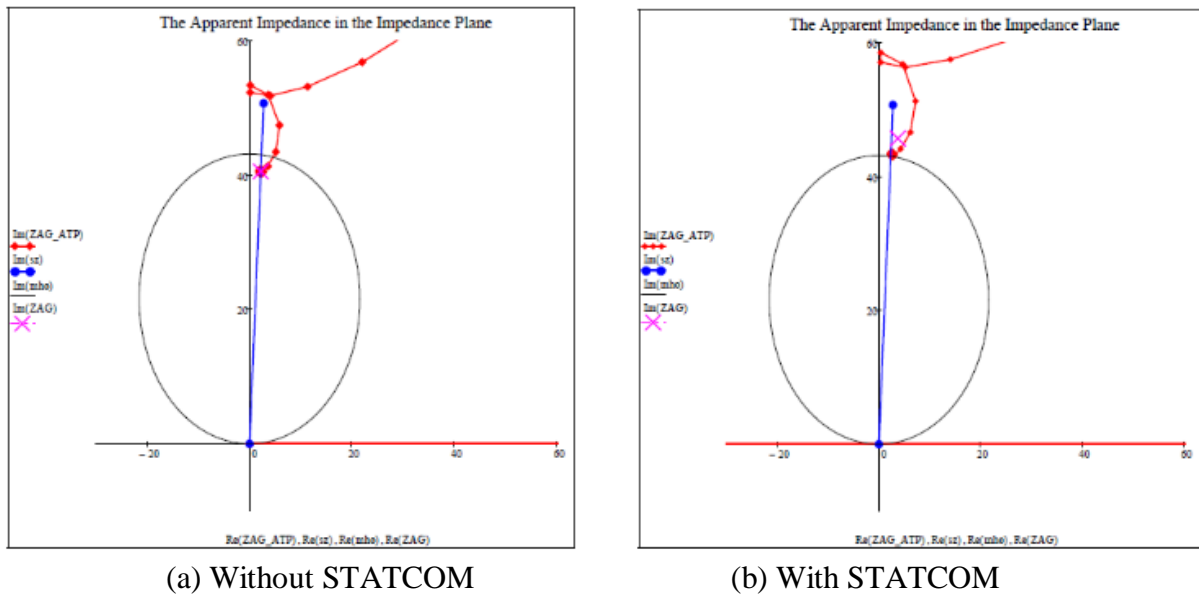 The Apparent Impedance in the Impedance Plane
60
40
20
Im(ZAG_ATP)
Im(sz)
Im(mho)
Im(ZAG)
− 20
0
20
40
60
Re(ZAG_ATP), Re(sz), Re(mho), Re(ZAG)
(a) Without STATCOM
The Apparent Impedance in the Impedance Plane
60
40
20
Im(ZAG_ATP)
Im(sz)
Im(mho)
Im(ZAG)
− 20
0
20
40
60
Re(ZAG_ATP), Re(sz), Re(mho), Re(ZAG)
(b) With STATCOM